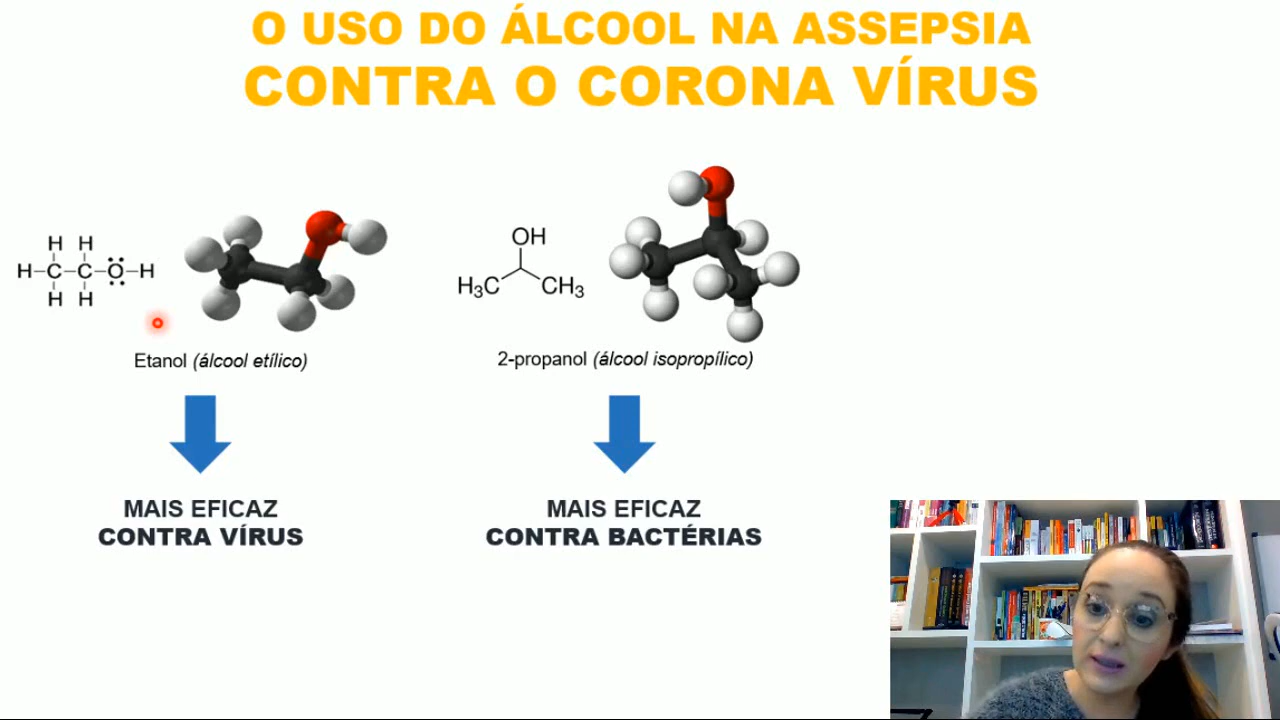 O USO DO ÁLCOOL NA ASSEPSIA
CONTRA O CORONA VÍRUS
H H
H-C-C-Ö-H
H H
OH
H₃C CH₃
Etanol (álcool etílico)
2-propanol (álcool isopropílico)
MAIS EFICAZ
CONTRA VÍRUS
MAIS EFICAZ
CONTRA BACTÉRIAS